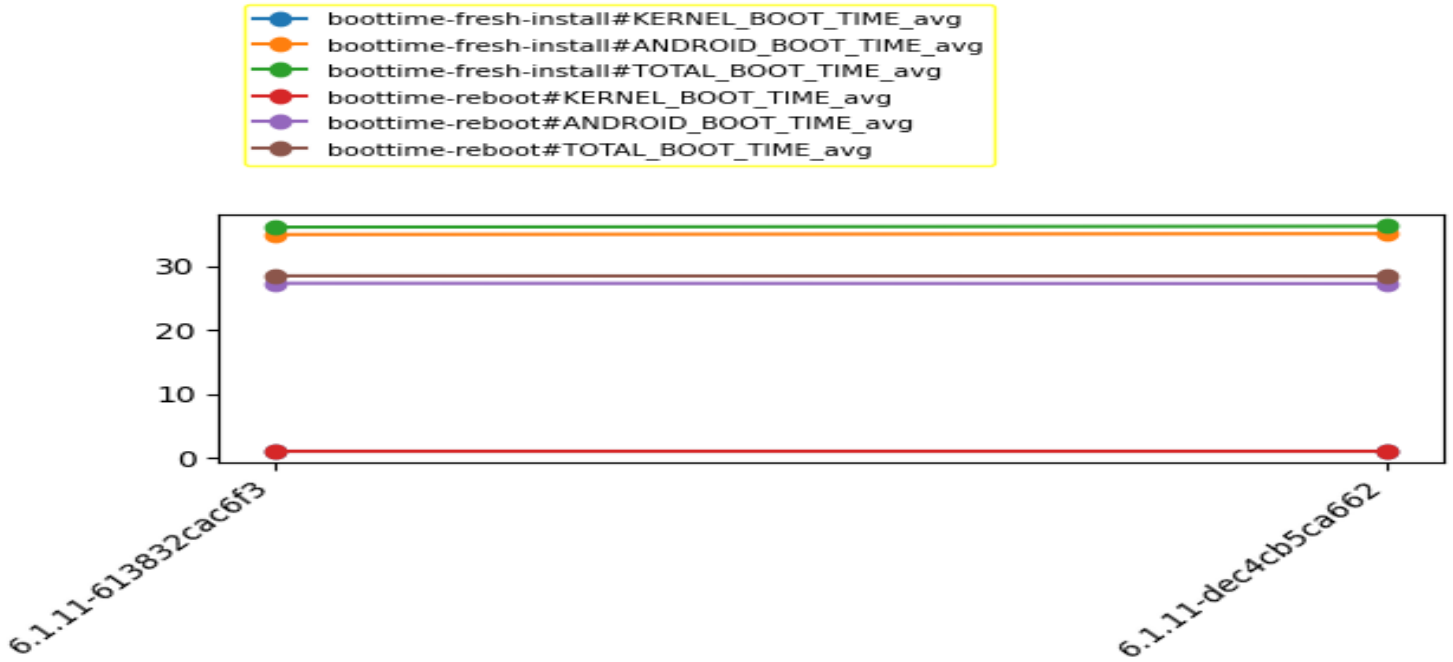 boottime-fresh-install#KERNEL_BOOT_TIME_avg
boottime-fresh-install#ANDROID_BOOT_TIME_avg
boottime-fresh-install#TOTAL_BOOT_TIME_avg
boottime-reboot#KERNEL_BOOT_TIME_avg
boottime-reboot#ANDROID_BOOT_TIME_avg
boottime-reboot#TOTAL_BOOT_TIME_avg
30
20
10
0
6.1.11-613832cac6f3
6.1.11-dec4cb5ca662